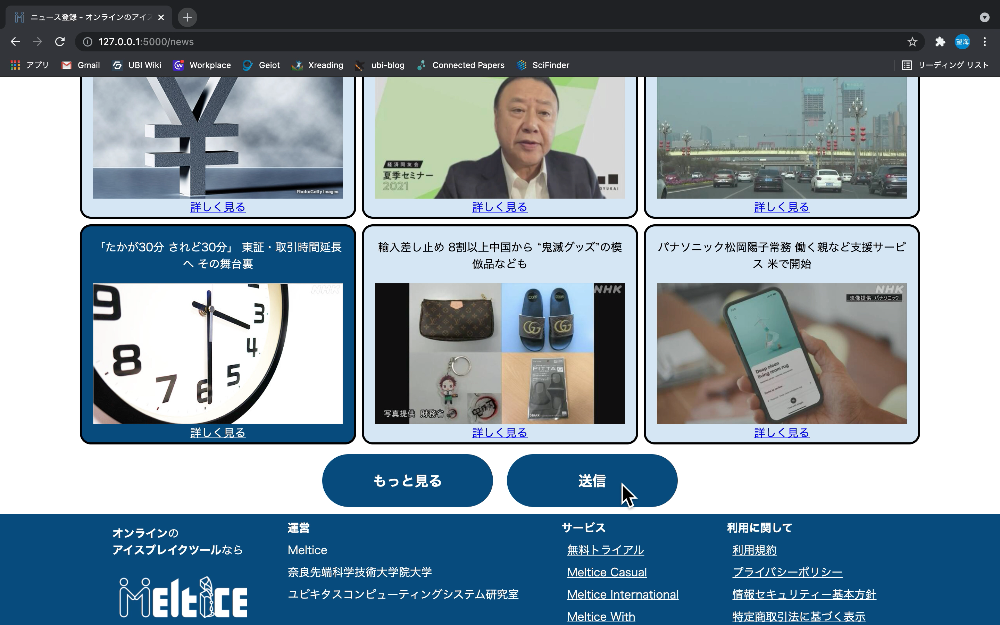 ニュース登録 - オンラインのアイス
127.0.0.1:5000/news
望海
アプリ
Gmail
UBI Wiki
Workplace
Geiot
Xreading
ubi-blog
Connected Papers
SciFinder
リーディング リスト
Photo:Getty Images
経済同友会
夏季セミナー
2021
OYUKAI
詳しく見る
詳しく見る
詳しく見る
「たかが30分 されど30分」 東証・取引時間延長
へ その舞台裏
輸入差し止め 8割以上中国から “鬼滅グッズ”の模
倣品なども
パナソニック松岡陽子常務 働く親など支援サービ
ス 米で開始
NHK
9
3
4
5
6
7
8
NHK
GG
GG
PITTA
写真提供 財務省
NHK
映像提供:パナソニック
Deep clean
living room rug
Items to review
詳しく見る
詳しく見る
詳しく見る
もっと見る
送信
オンラインの
アイスブレイクツールなら
MeltICE
運営
Meltice
奈良先端科学技術大学院大学
ユビキタスコンピューティングシステム研究室
サービス
無料トライアル
Meltice Casual
Meltice International
Meltice With
利用に関して
利用規約
プライバシーポリシー
情報セキュリティー基本方針
特定商取引法に基づく表示